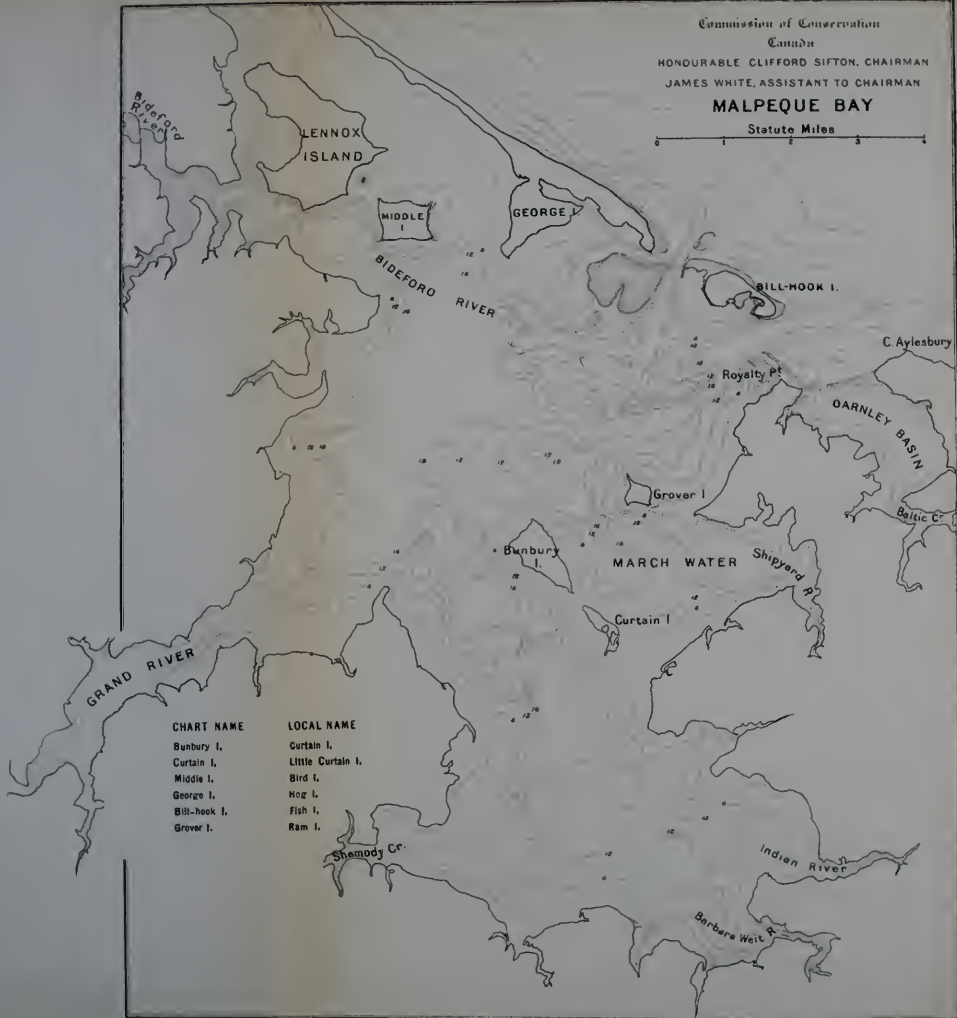 Commission of Conservation
Canada
HONOURABLE CLIFFORD SIFTON, CHAIRMAN
JAMES WHITE, ASSISTANT TO CHAIRMAN
MALPEQUE BAY
Statute Miles
0 1 2 3 4
Bideford
River
LENNOX
ISLAND
MIDDLE
I
GEORGE I.
BIDEFORD RIVER
BILL-HOOK I.
C. Aylesbury
Royalty Pt
DARNLEY BASIN
Grover I
Baltic Cr.
Bunbury
I.
MARCH WATER
Shipyard R.
Curtain I
GRAND RIVER
CHART NAME LOCAL NAME
Bunbury I. Curtain I.
Curtain I. Little Curtain I.
Middle I. Bird I.
George I. Hog I.
Bill-hook I. Fish I.
Grover I. Ram I.
Shemody Cr.
Indian River
Barbara Weit R.